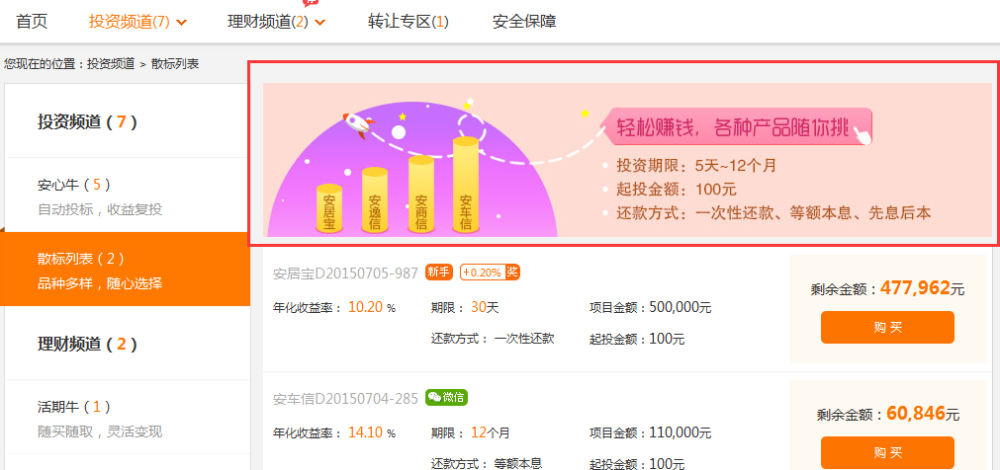 首页 投资频道(7) 理财频道(2) 转让专区(1) 安全保障
您现在的位置：投资频道 > 散标列表
投资频道（7）
安心牛（5）
自动投标，收益复投
散标列表（2）
品种多样，随心选择
理财频道（2）
活期牛（1）
随买随取，灵活变现
安居宝
安逸信
安商信
安车信
轻松赚钱，各种产品随你挑
投资期限：5天~12个月
起投金额：100元
还款方式：一次性还款、等额本息、先息后本
安居宝D20150705-987 新手 +0.20% 奖
年化收益率： 10.20 % 期限： 30天 项目金额：500,000元
还款方式： 一次性还款 起投金额：100元
剩余金额：477,962元
购 买
安车信D20150704-285 微信
年化收益率： 14.10 % 期限： 12个月 项目金额：110,000元
还款方式： 等额本息 起投金额：100元
剩余金额：60,846元
购 买